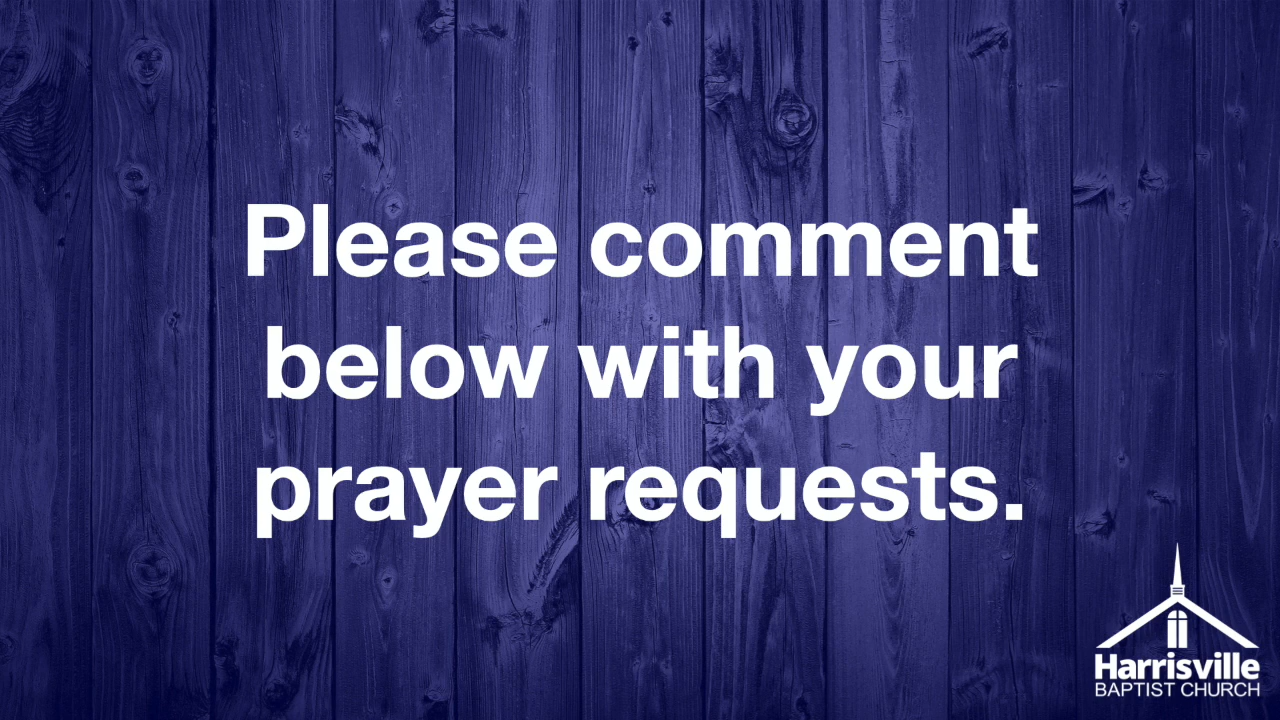 Please comment
below with your
prayer requests.
Harrisville
BAPTIST CHURCH